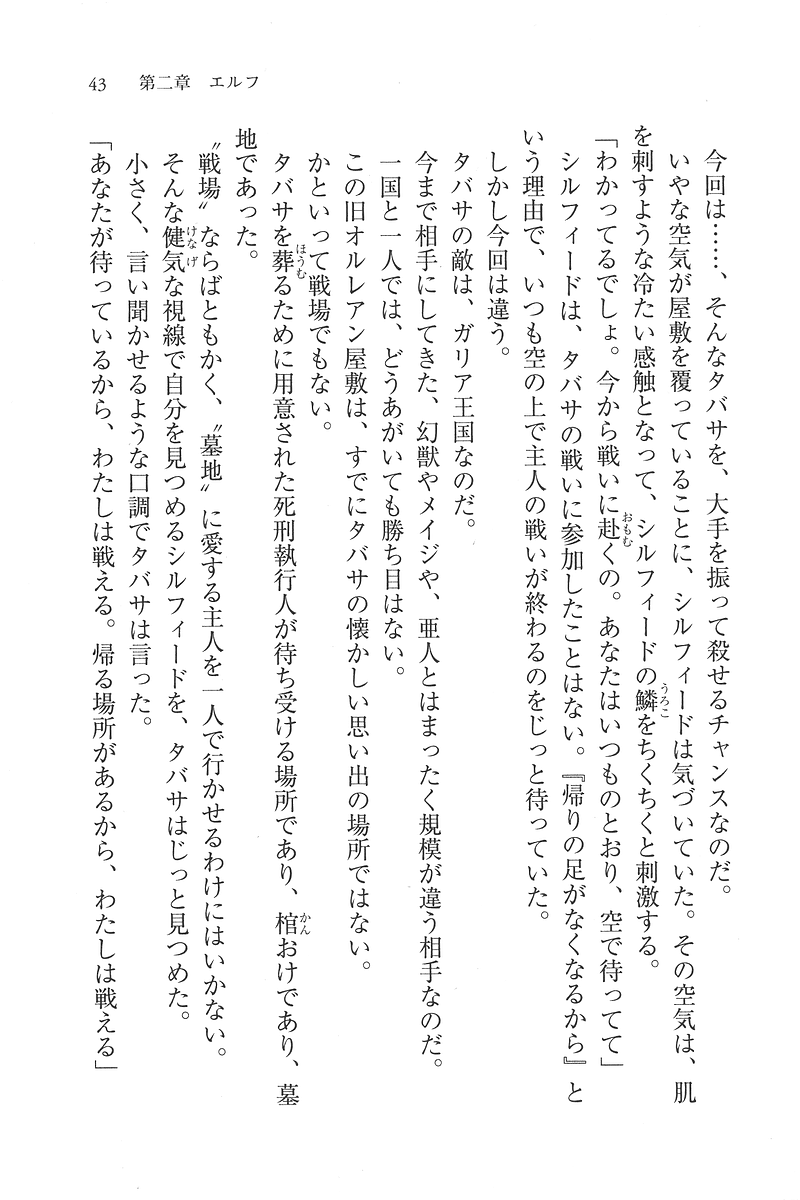 43 第二章 エルフ
今回は……、そんなタバサを、大手を振って殺せるチャンスなのだ。
いやな空気が屋敷を覆っていることに、シルフィードは気づいていた。その空気は、肌
を刺すような冷たい感触となって、シルフィードの鱗をちくちくと刺激する。
「わかってるでしょ。今から戦いに赴くの。あなたはいつものとおり、空で待ってて」
シルフィードは、タバサの戦いに参加したことはない。『帰りの足がなくなるから』と
いう理由で、いつも空の上で主人の戦いが終わるのをじっと待っていた。
しかし今回は違う。
タバサの敵は、ガリア王国なのだ。
今まで相手にしてきた、幻獣やメイジや、亜人とはまったく規模が違う相手なのだ。
一国と一人では、どうあがいても勝ち目はない。
この旧オルレアン屋敷は、すでにタバサの懐かしい思い出の場所ではない。
かといって戦場でもない。
タバサを葬るために用意された死刑執行人が待ち受ける場所であり、棺おけであり、墓
地であった。
〝戦場〟ならばともかく、〝墓地〟に愛する主人を一人で行かせるわけにはいかない。
そんな健気な視線で自分を見つめるシルフィードを、タバサはじっと見つめた。
小さく、言い聞かせるような口調でタバサは言った。
「あなたが待っているから、わたしは戦える。帰る場所があるから、わたしは戦える」